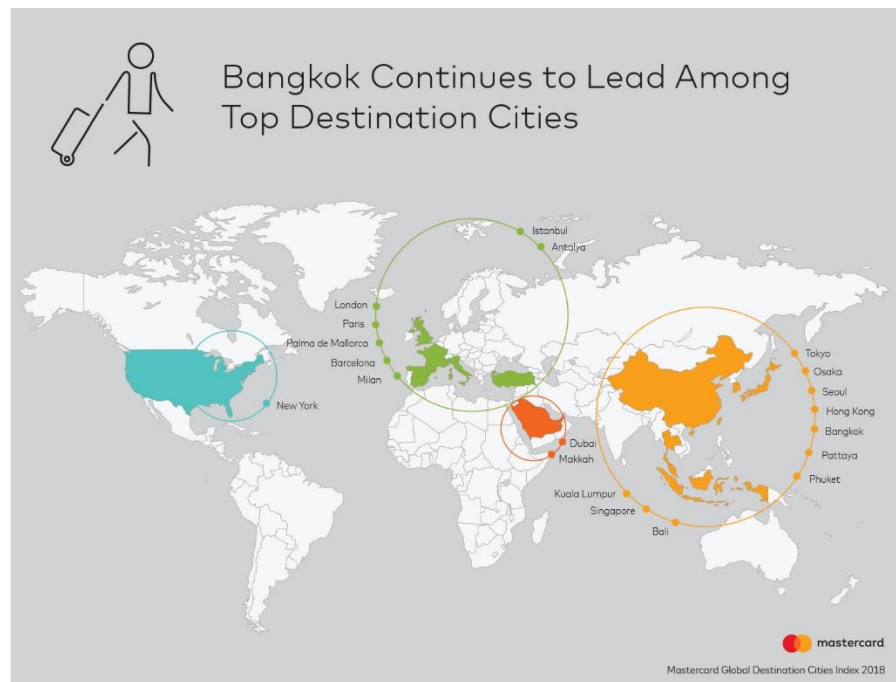 Bangkok Continues to Lead Among
Top Destination Cities
Istanbul
Antalya
London
Paris
Palma de Mallorca
Barcelona
Milan
New York
Dubai
Makkah
Tokyo
Osaka
Seoul
Hong Kong
Bangkok
Pattaya
Phuket
Kuala Lumpur
Singapore
Bali
mastercard
Mastercard Global Destination Cities Index 2018